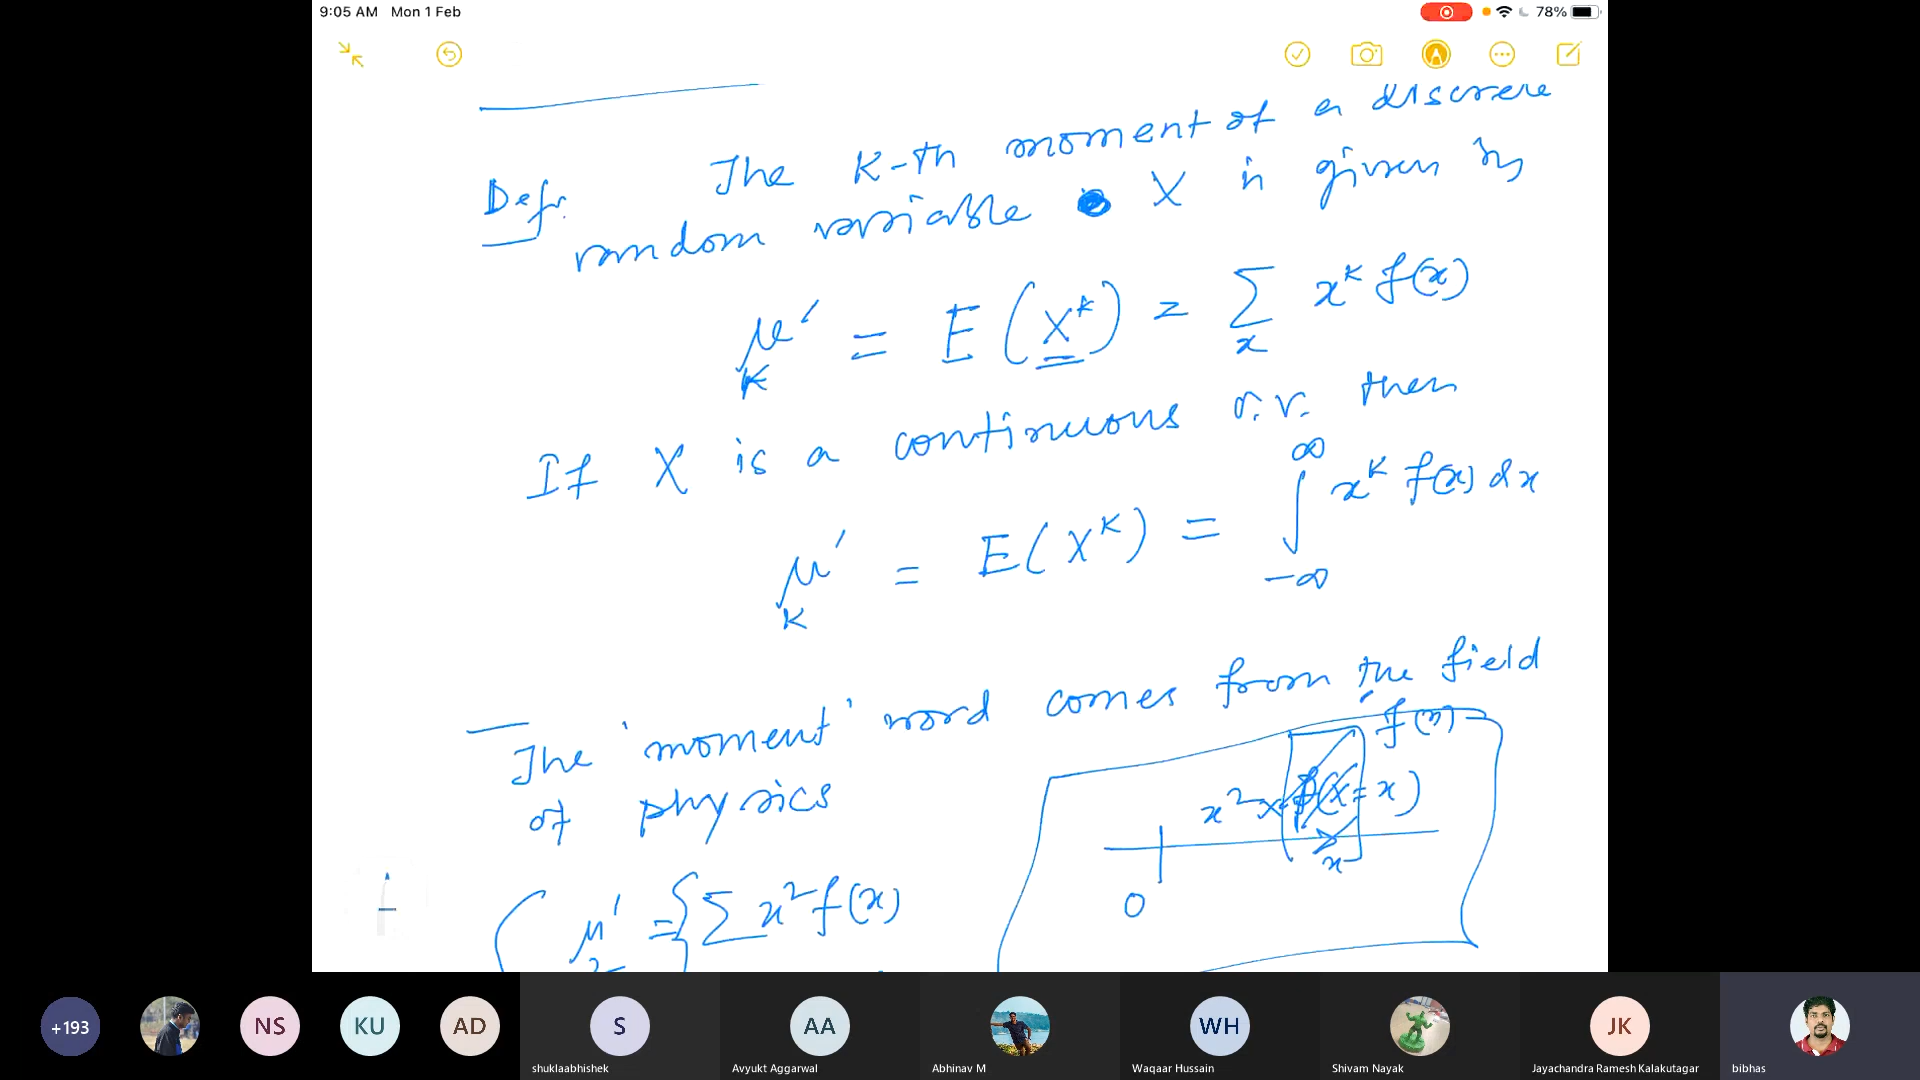 9:05 AM Mon 1 Feb
78%
The K-th moment of a discrete
Defn. random variable X is given by
μ'_K = E(X^k) = Σ_x x^k f(x)
If X is a continuous r.v. then
μ'_K = E(X^K) = ∫_{-∞}^{∞} x^K f(x) dx
The 'moment' word comes from the field
of physics
f(x)
x^2 × P(X = x)
x
0
μ'_2 = { Σ x^2 f(x)
+193
NS
KU
AD
S
AA
WH
JK
shuklaabhishek
Avyukt Aggarwal
Abhinav M
Waqaar Hussain
Shivam Nayak
Jayachandra Ramesh Kalakutagar
bibhas